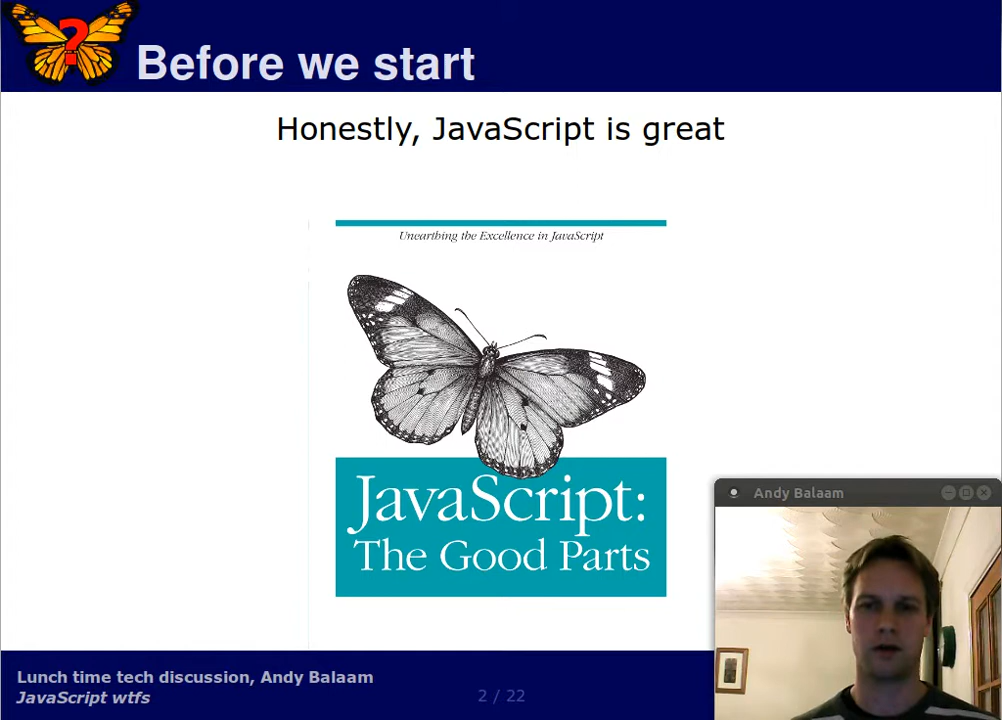 ?
Before we start
Honestly, JavaScript is great
Unearthing the Excellence in JavaScript
JavaScript:
The Good Parts
Andy Balaam
Lunch time tech discussion, Andy Balaam
JavaScript wtfs
2 / 22